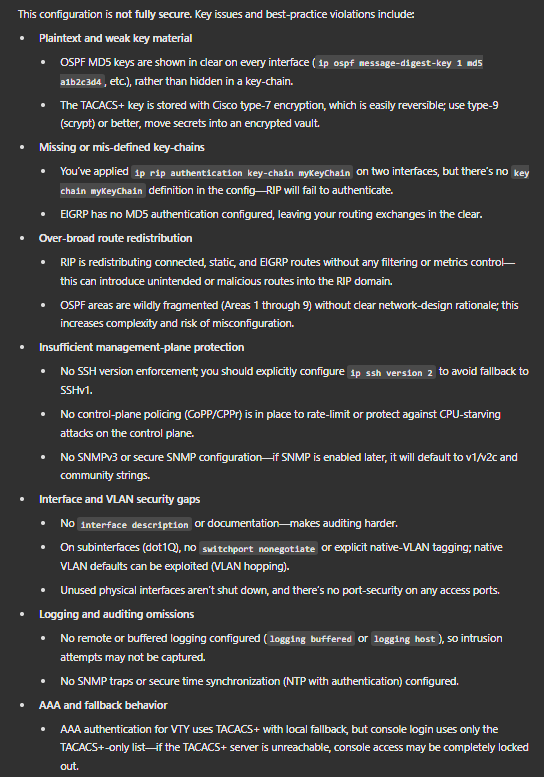 This configuration is not fully secure. Key issues and best-practice violations include:
• Plaintext and weak key material
• OSPF MD5 keys are shown in clear on every interface ( ip ospf message-digest-key 1 md5
a1b2c3d4 , etc.), rather than hidden in a key-chain.
• The TACACS+ key is stored with Cisco type-7 encryption, which is easily reversible; use type-9
(scrypt) or better, move secrets into an encrypted vault.
• Missing or mis-defined key-chains
• You've applied ip rip authentication key-chain myKeyChain on two interfaces, but there's no key
chain myKeyChain definition in the config—RIP will fail to authenticate.
• EIGRP has no MD5 authentication configured, leaving your routing exchanges in the clear.
• Over-broad route redistribution
• RIP is redistributing connected, static, and EIGRP routes without any filtering or metrics control—
this can introduce unintended or malicious routes into the RIP domain.
• OSPF areas are wildly fragmented (Areas 1 through 9) without clear network-design rationale; this
increases complexity and risk of misconfiguration.
• Insufficient management-plane protection
• No SSH version enforcement; you should explicitly configure ip ssh version 2 to avoid fallback to
SSHv1.
• No control-plane policing (CoPP/CPPr) is in place to rate-limit or protect against CPU-starving
attacks on the control plane.
• No SNMPv3 or secure SNMP configuration—if SNMP is enabled later, it will default to v1/v2c and
community strings.
• Interface and VLAN security gaps
• No interface description or documentation—makes auditing harder.
• On subinterfaces (dot1Q), no switchport nonegotiate or explicit native-VLAN tagging; native
VLAN defaults can be exploited (VLAN hopping).
• Unused physical interfaces aren't shut down, and there's no port-security on any access ports.
• Logging and auditing omissions
• No remote or buffered logging configured ( logging buffered or logging host ), so intrusion
attempts may not be captured.
• No SNMP traps or secure time synchronization (NTP with authentication) configured.
• AAA and fallback behavior
• AAA authentication for VTY uses TACACS+ with local fallback, but console login uses only the
TACACS+-only list—if the TACACS+ server is unreachable, console access may be completely locked
out.